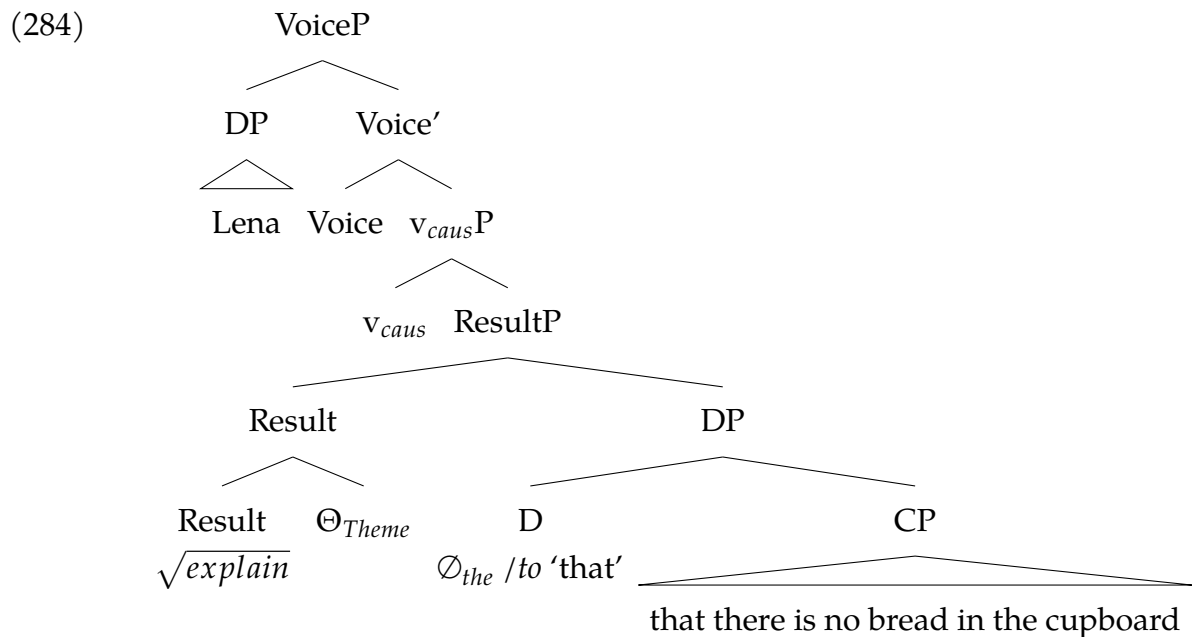 (284) VoiceP
DP Voice'
Lena Voice v_caus P
v_caus ResultP
Result DP
Result Θ_Theme D CP
√explain ∅_the /to ‘that’
that there is no bread in the cupboard